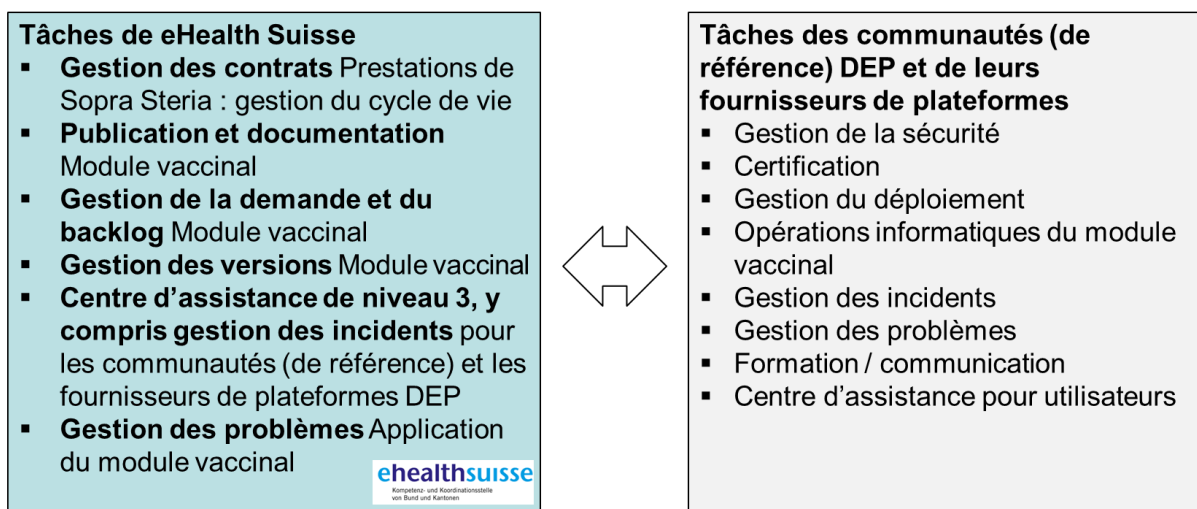 Tâches de eHealth Suisse
▪ Gestion des contrats Prestations de
Sopra Steria : gestion du cycle de vie
▪ Publication et documentation
Module vaccinal
▪ Gestion de la demande et du
backlog Module vaccinal
▪ Gestion des versions Module vaccinal
▪ Centre d’assistance de niveau 3, y
compris gestion des incidents pour
les communautés (de référence) et les
fournisseurs de plateformes DEP
▪ Gestion des problèmes Application
du module vaccinal
ehealthsuisse
Kompetenz- und Koordinationsstelle
von Bund und Kantonen
Tâches des communautés (de
référence) DEP et de leurs
fournisseurs de plateformes
▪ Gestion de la sécurité
▪ Certification
▪ Gestion du déploiement
▪ Opérations informatiques du module
vaccinal
▪ Gestion des incidents
▪ Gestion des problèmes
▪ Formation / communication
▪ Centre d’assistance pour utilisateurs